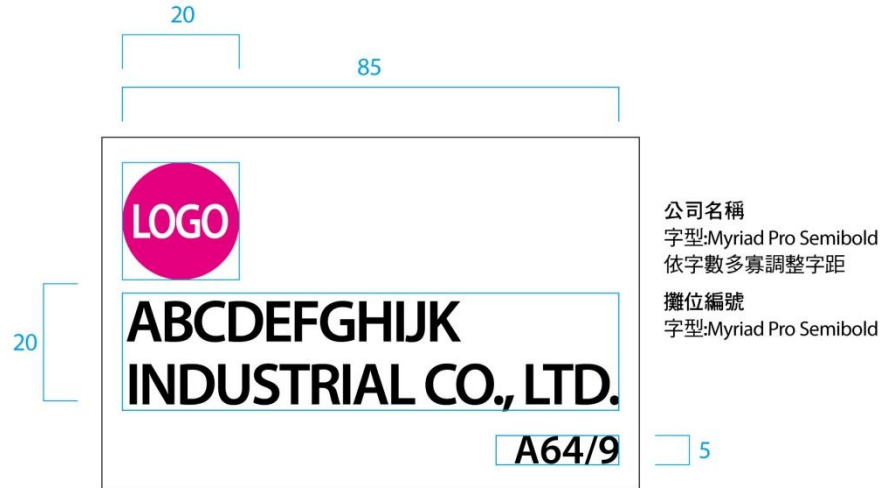 20
85
LOGO
公司名稱
字型:Myriad Pro Semibold
依字數多寡調整字距
攤位編號
字型:Myriad Pro Semibold
20
ABCDEFGHIJK
INDUSTRIAL CO., LTD.
A64/9
5